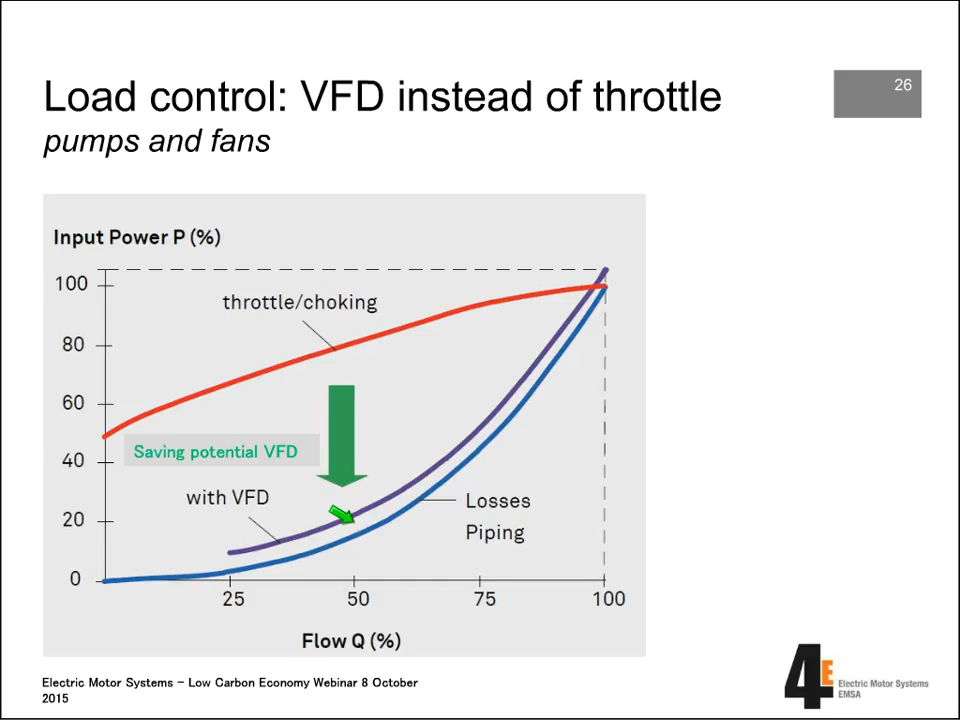 Load control: VFD instead of throttle
pumps and fans
26
Input Power P (%)
100
80
60
40
20
0
throttle/choking
Saving potential VFD
with VFD
Losses
Piping
25
50
75
100
Flow Q (%)
Electric Motor Systems – Low Carbon Economy Webinar 8 October
2015
4E
Electric Motor Systems
EMSA